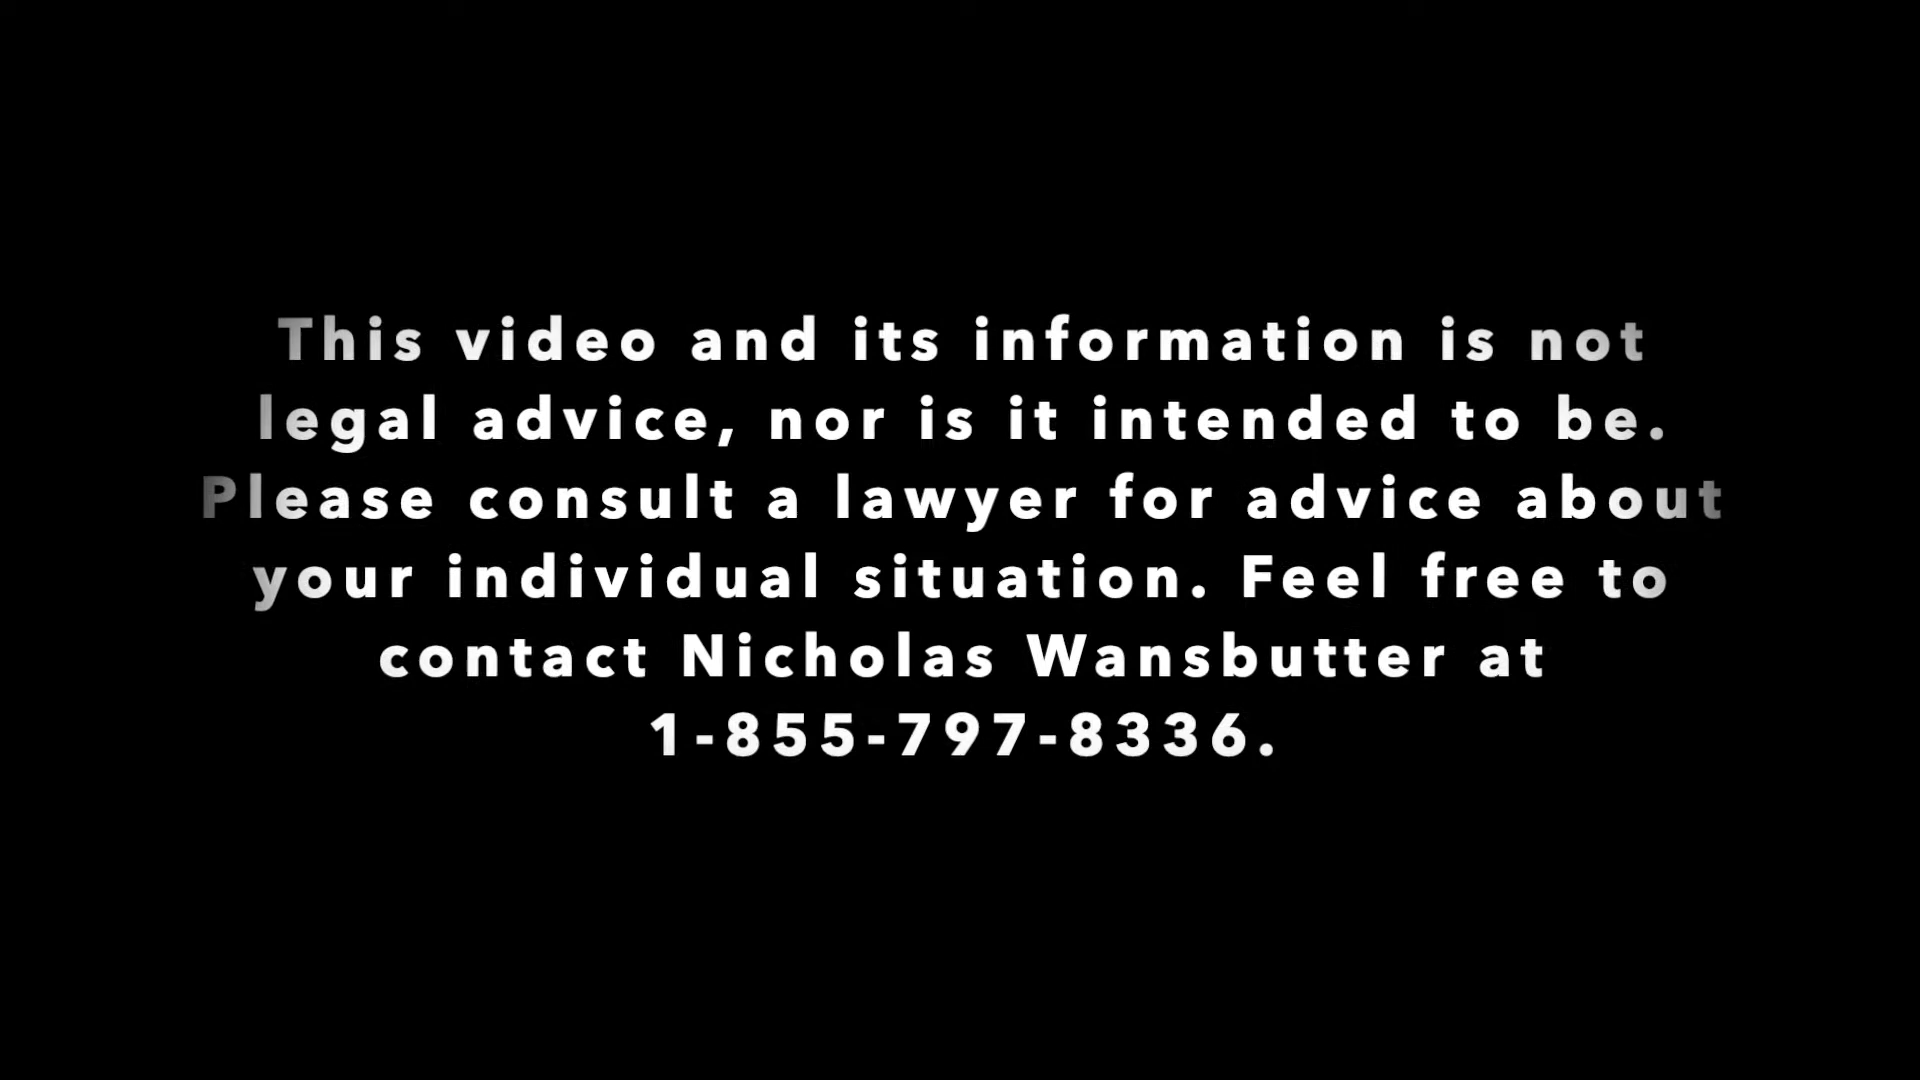 This video and its information is not
legal advice, nor is it intended to be.
Please consult a lawyer for advice about
your individual situation. Feel free to
contact Nicholas Wansbutter at
1-855-797-8336.